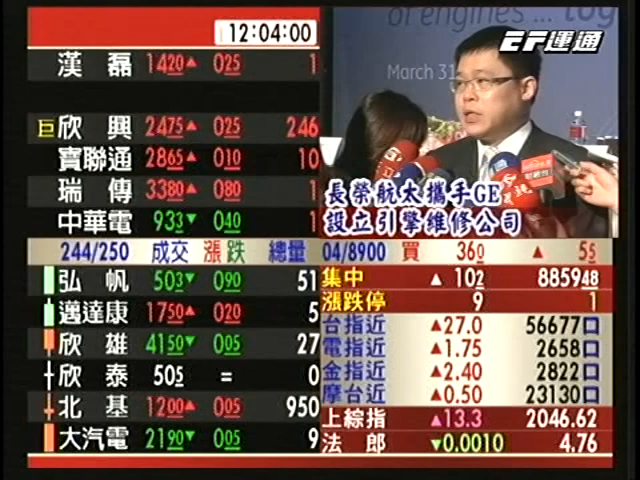 12:04:00
漢磊 1420▲ 025 1
巨欣興 2475▲ 025 246
寶聯通 2865▲ 010 10
瑞傳 3380▲ 080 1
中華電 933▼ 040 1
244/250 成交 漲跌 總量
弘帆 503▼ 090 51
邁達康 1750▲ 020 5
欣雄 4150▼ 005 27
欣泰 505 = 0
北基 1200▲ 005 950
大汽電 2190▼ 005 9
of engines ... 
March 31
EF運通
長榮航太攜手GE
設立引擎維修公司
04/8900 買 360 ▲ 55
集中 ▲ 102 885948
漲跌停 9 1
台指近 ▲27.0 56677口
電指近 ▲1.75 2658口
金指近 ▲2.40 2822口
摩台近 ▲0.50 23130口
上綜指 ▲13.3 2046.62
法郎 ▼0.0010 4.76